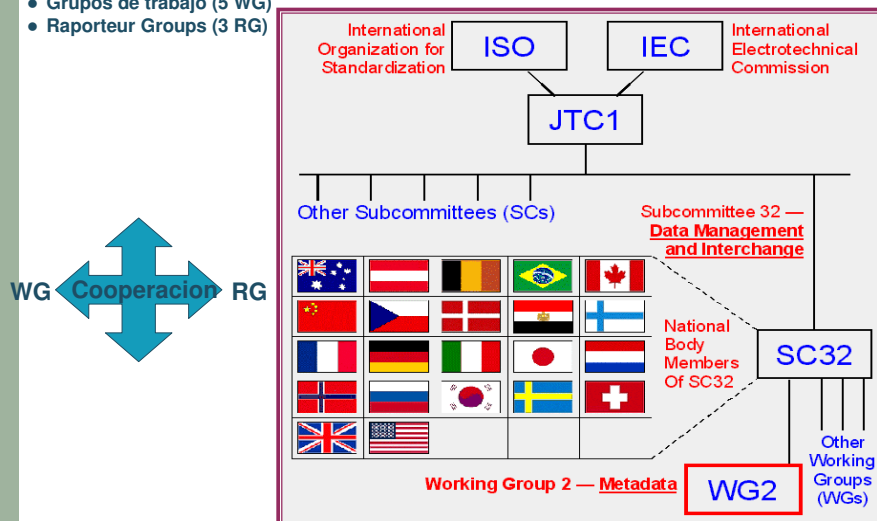 ● Grupos de trabajo (5 WG)
● Raporteur Groups (3 RG)
International
Organization for
Standardization
ISO
IEC
International
Electrotechnical
Commission
JTC1
Other Subcommittees (SCs)
Subcommittee 32 —
Data Management
and Interchange
WG
Cooperacion
RG
National
Body
Members
Of SC32
SC32
Other
Working
Groups
(WGs)
Working Group 2 — Metadata
WG2